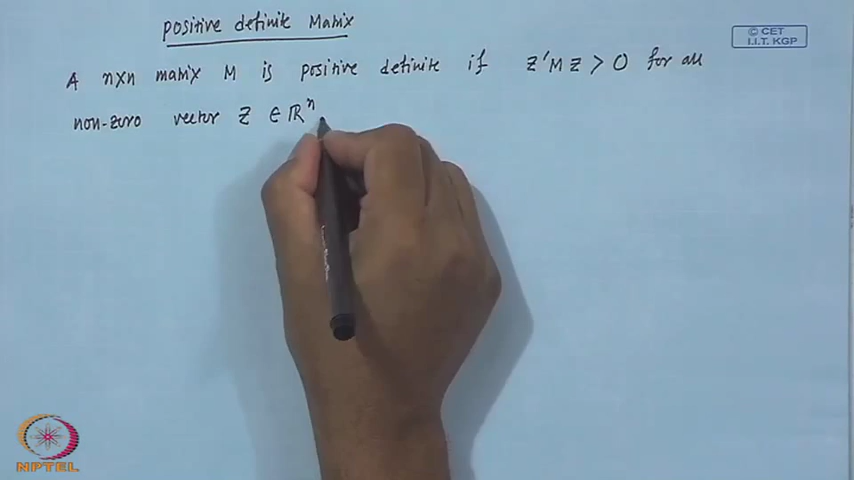 positive definite Matrix
© CET
I.I.T. KGP
A n×n matrix M is positive definite if Z'MZ > 0 for all
non-zero vector Z ∈ ℝⁿ
NPTEL